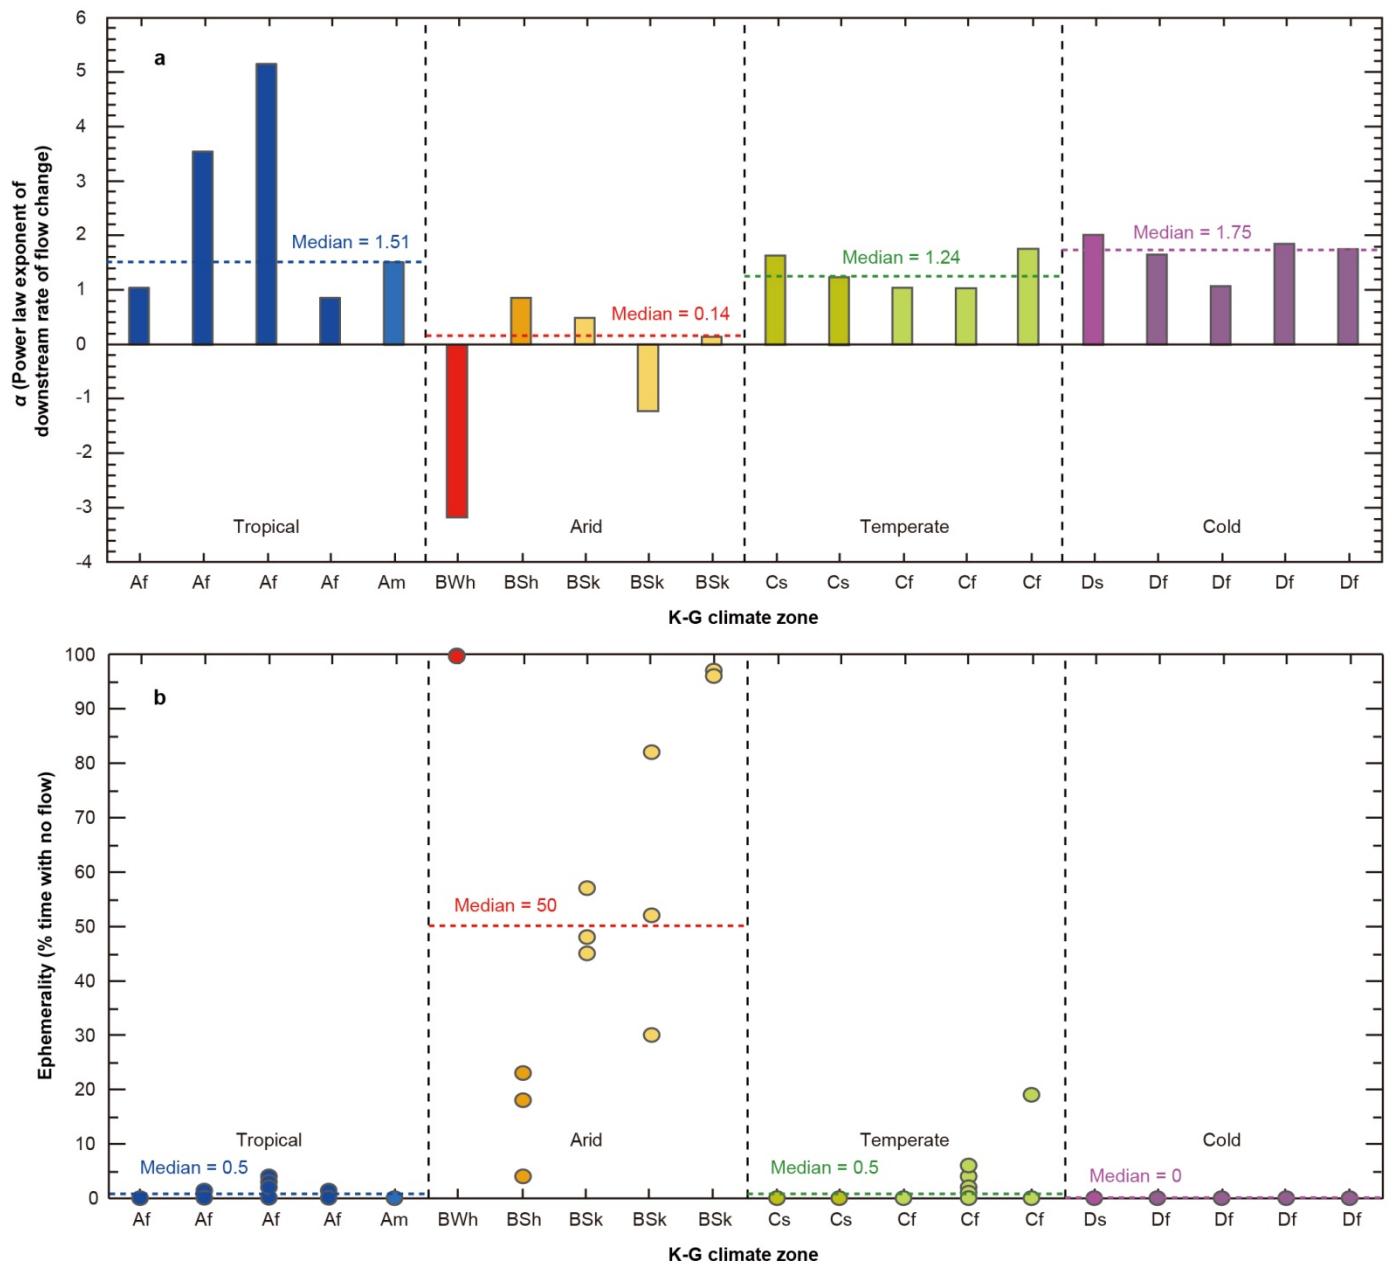 6
a
5
4
3
2
1
0
-1
-2
-3
-4
α (Power law exponent of
downstream rate of flow change)
Median = 1.51
Median = 0.14
Median = 1.24
Median = 1.75
Tropical Arid Temperate Cold
Af Af Af Af Am BWh BSh BSk BSk BSk Cs Cs Cf Cf Cf Ds Df Df Df Df
K-G climate zone
100
b
90
80
70
60
50
40
30
20
10
0
Ephemerality (% time with no flow)
Median = 50
Tropical Arid Temperate Cold
Median = 0.5
Median = 0.5
Median = 0
Af Af Af Af Am BWh BSh BSk BSk BSk Cs Cs Cf Cf Cf Ds Df Df Df Df
K-G climate zone